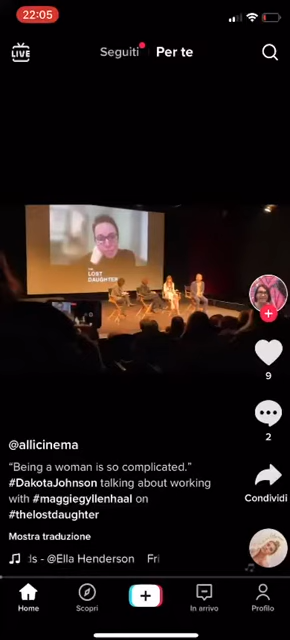 22:05
LIVE
Seguiti
Per te
THE
LOST
DAUGHTER
9
2
@allicinema
“Being a woman is so complicated.”
#DakotaJohnson talking about working
with #maggiegyllenhaal on
#thelostdaughter
Condividi
Mostra traduzione
ls - @Ella Henderson Fri
Home
Scopri
In arrivo
Profilo